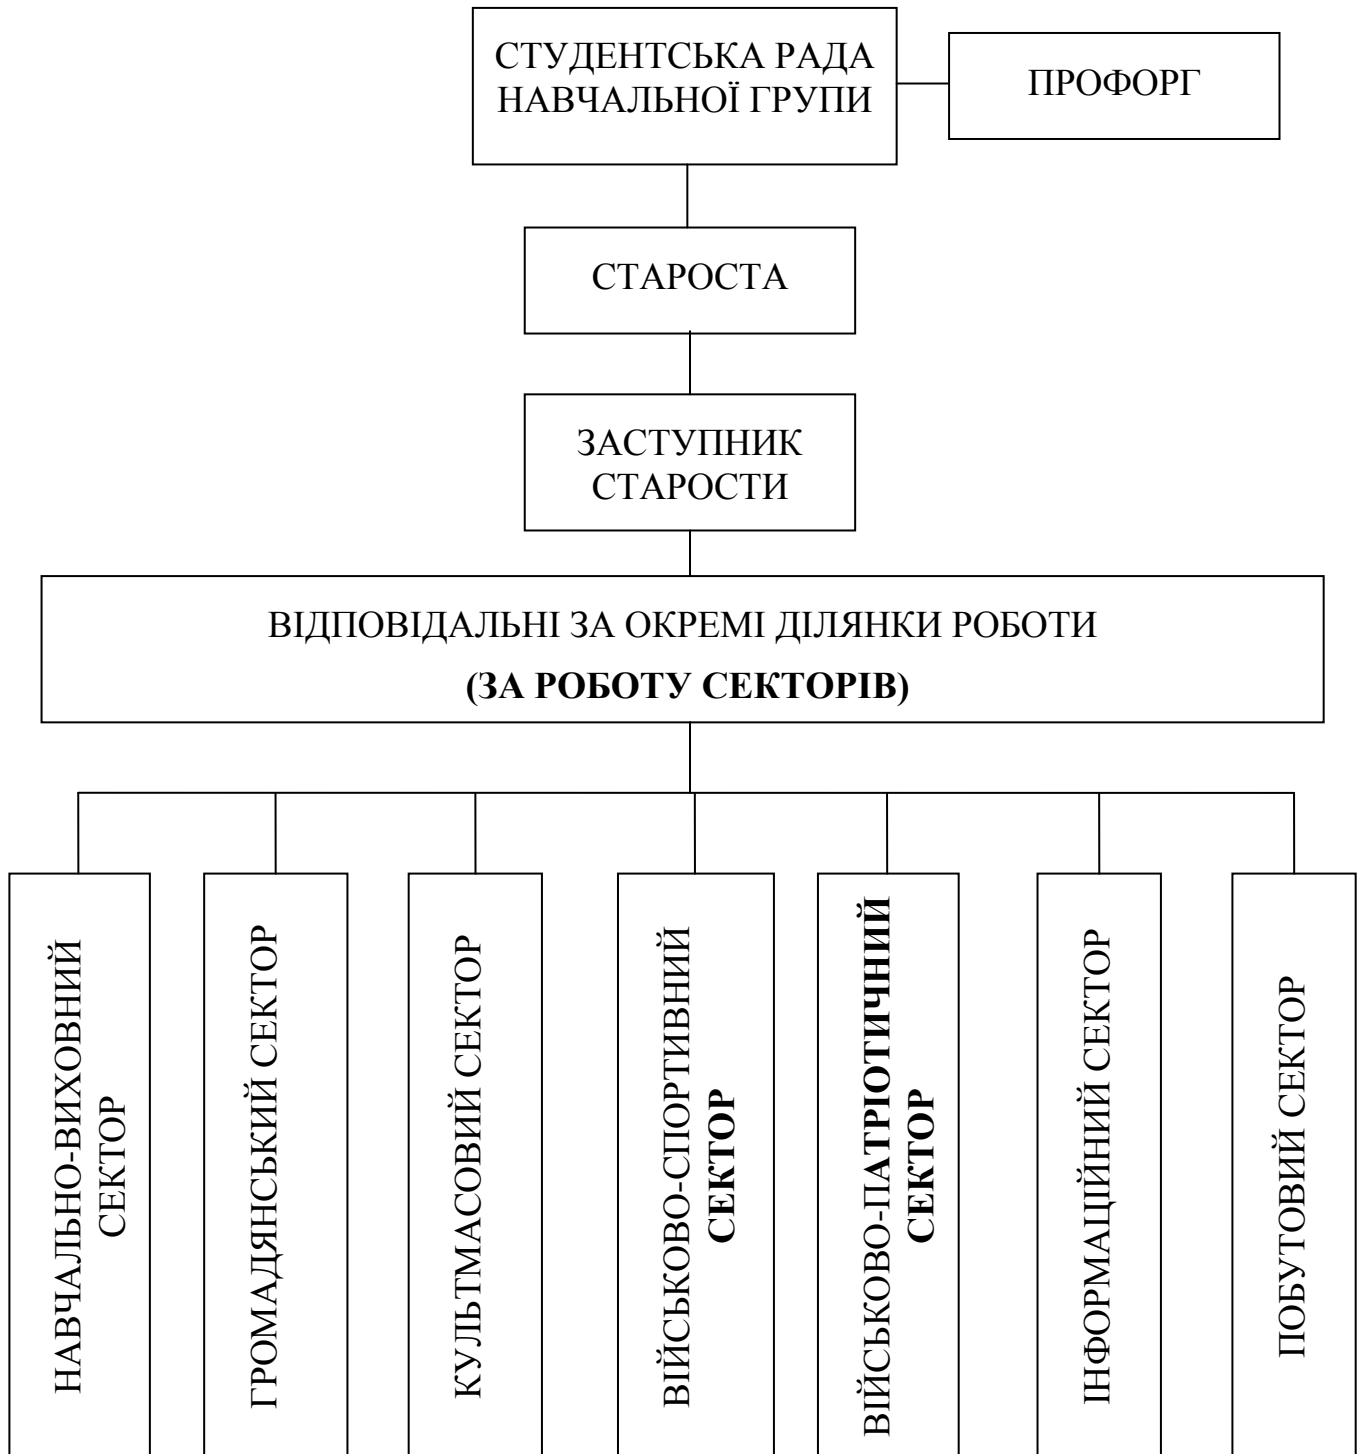 СТУДЕНТСЬКА РАДА
НАВЧАЛЬНОЇ ГРУПИ
ПРОФОРГ
СТАРОСТА
ЗАСТУПНИК
СТАРОСТИ
ВІДПОВІДАЛЬНІ ЗА ОКРЕМІ ДІЛЯНКИ РОБОТИ
(ЗА РОБОТУ СЕКТОРІВ)
НАВЧАЛЬНО-ВИХОВНИЙ
СЕКТОР
ГРОМАДЯНСЬКИЙ СЕКТОР
КУЛЬТМАСОВИЙ СЕКТОР
ВІЙСЬКОВО-СПОРТИВНИЙ
СЕКТОР
ВІЙСЬКОВО-ПАТРІОТИЧНИЙ
СЕКТОР
ІНФОРМАЦІЙНИЙ СЕКТОР
ПОБУТОВИЙ СЕКТОР